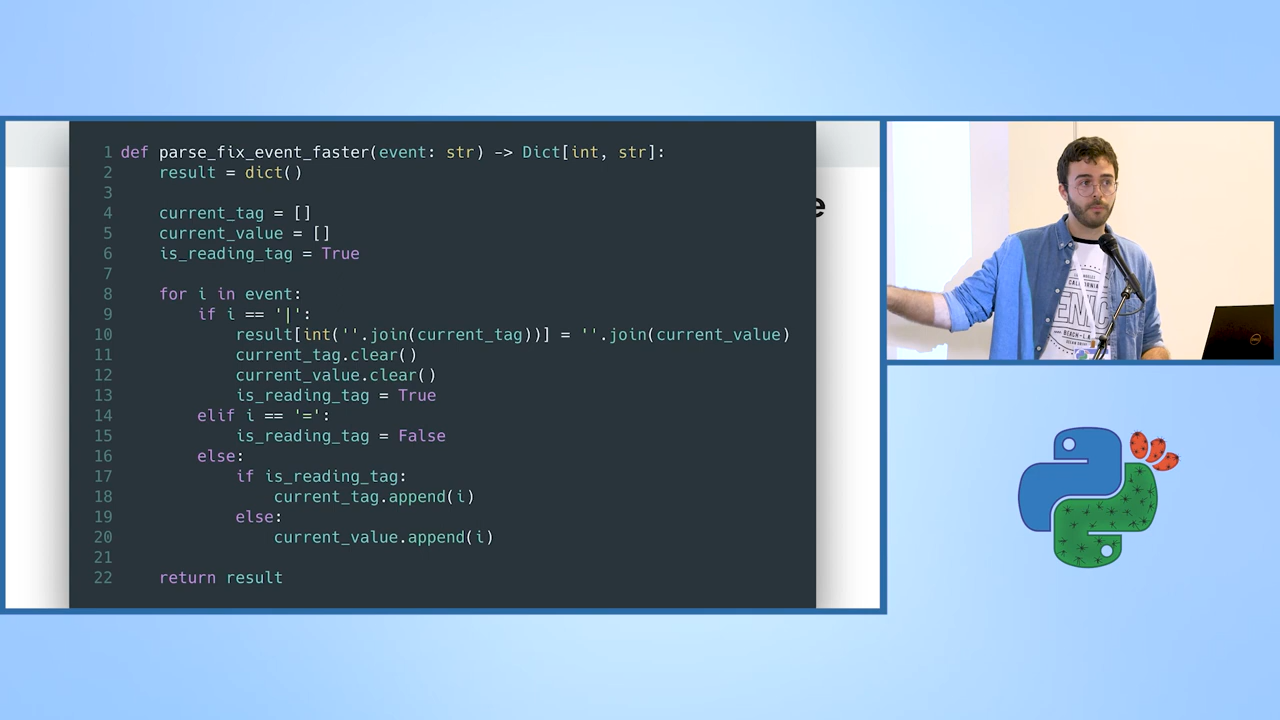 1 def parse_fix_event_faster(event: str) -> Dict[int, str]:
2     result = dict()
3
4     current_tag = []
5     current_value = []
6     is_reading_tag = True
7
8     for i in event:
9         if i == '|':
10             result[int(''.join(current_tag))] = ''.join(current_value)
11             current_tag.clear()
12             current_value.clear()
13             is_reading_tag = True
14         elif i == '=':
15             is_reading_tag = False
16         else:
17             if is_reading_tag:
18                 current_tag.append(i)
19             else:
20                 current_value.append(i)
21
22     return result
e
CALIFORNIA
DELL